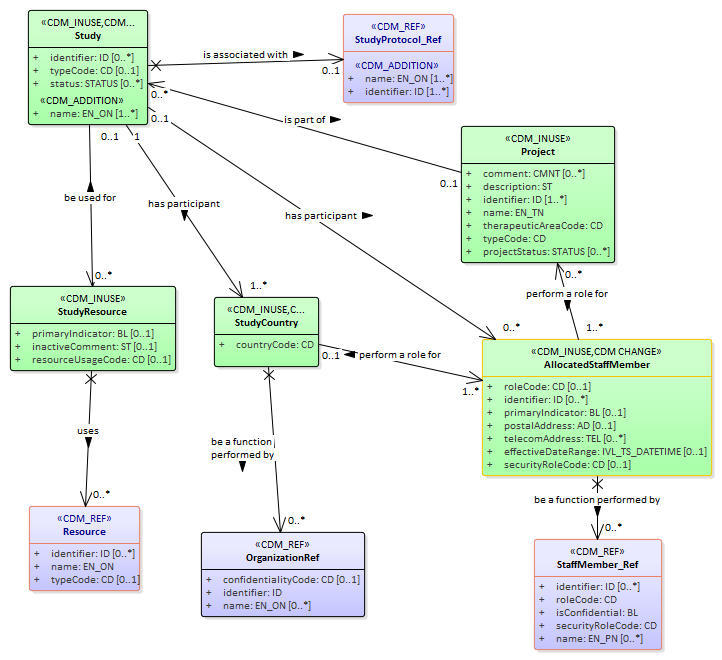 «CDM_INUSE,CDM...
Study
+ identifier: ID [0..*]
+ typeCode: CD [0..1]
+ status: STATUS [0..*]
«CDM_ADDITION»
+ name: EN_ON [1..*]
«CDM_REF»
StudyProtocol_Ref
«CDM_ADDITION»
+ name: EN_ON [1..*]
+ identifier: ID [1..*]
is associated with
0..1
0..*
0..1
is part of
0..1
«CDM_INUSE»
Project
+ comment: CMNT [0..*]
+ description: ST
+ identifier: ID [1..*]
+ name: EN_TN
+ therapeuticAreaCode: CD
+ typeCode: CD
+ projectStatus: STATUS [0..*]
0..1
1
be used for
has participant
has participant
0..*
1..*
0..*
0..*
perform a role for
1..*
«CDM_INUSE»
StudyResource
+ primaryIndicator: BL [0..1]
+ inactiveComment: ST [0..1]
+ resourceUsageCode: CD [0..1]
«CDM_INUSE,C...
StudyCountry
+ countryCode: CD
0..1
perform a role for
1..*
«CDM_INUSE,CDM CHANGE»
AllocatedStaffMember
+ roleCode: CD [0..1]
+ identifier: ID [0..*]
+ primaryIndicator: BL [0..1]
+ postalAddress: AD [0..1]
+ telecomAddress: TEL [0..*]
+ effectiveDateRange: IVL_TS_DATETIME [0..1]
+ securityRoleCode: CD [0..1]
uses
0..*
be a function
performed by
0..*
be a function performed by
0..*
«CDM_REF»
Resource
+ identifier: ID [0..*]
+ name: EN_ON
+ typeCode: CD [0..1]
«CDM_REF»
OrganizationRef
+ confidentialityCode: CD [0..1]
+ identifier: ID
+ name: EN_ON [0..*]
«CDM_REF»
StaffMember_Ref
+ identifier: ID [0..*]
+ roleCode: CD
+ isConfidential: BL
+ securityRoleCode: CD
+ name: EN_PN [0..*]